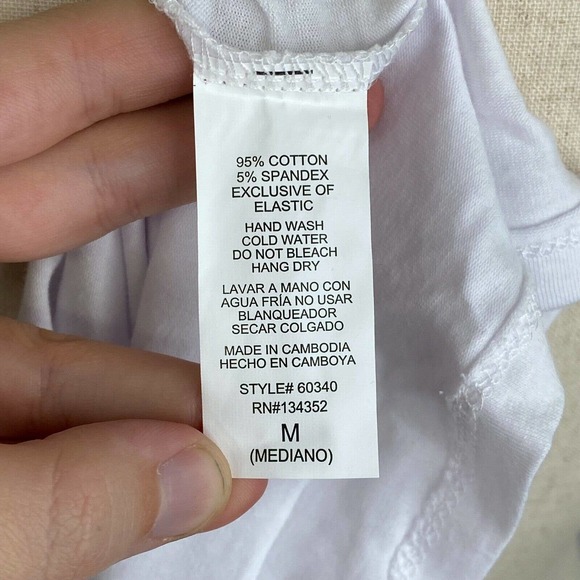 95% COTTON
5% SPANDEX
EXCLUSIVE OF
ELASTIC
HAND WASH
COLD WATER
DO NOT BLEACH
HANG DRY
LAVAR A MANO CON
AGUA FRÍA NO USAR
BLANQUEADOR
SECAR COLGADO
MADE IN CAMBODIA
HECHO EN CAMBOYA
STYLE# 60340
RN#134352
M
(MEDIANO)